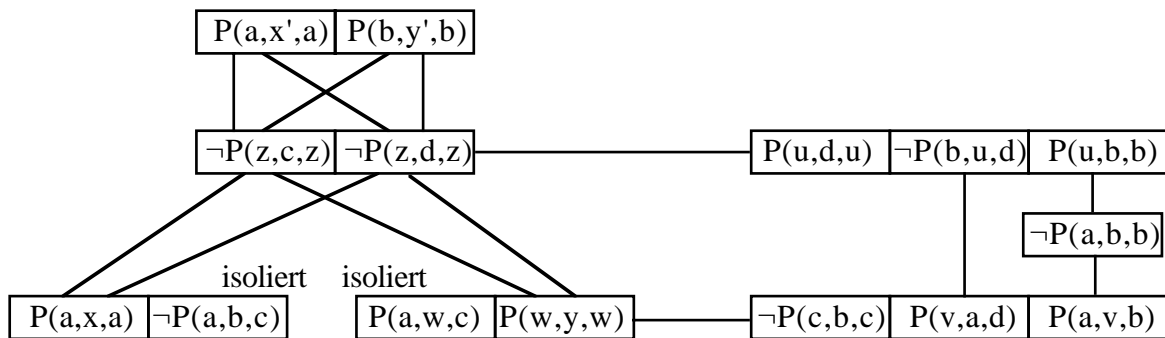 P(a,x',a) P(b,y',b)
¬P(z,c,z) ¬P(z,d,z) P(u,d,u) ¬P(b,u,d) P(u,b,b)
¬P(a,b,b)
isoliert isoliert
P(a,x,a) ¬P(a,b,c) P(a,w,c) P(w,y,w) ¬P(c,b,c) P(v,a,d) P(a,v,b)